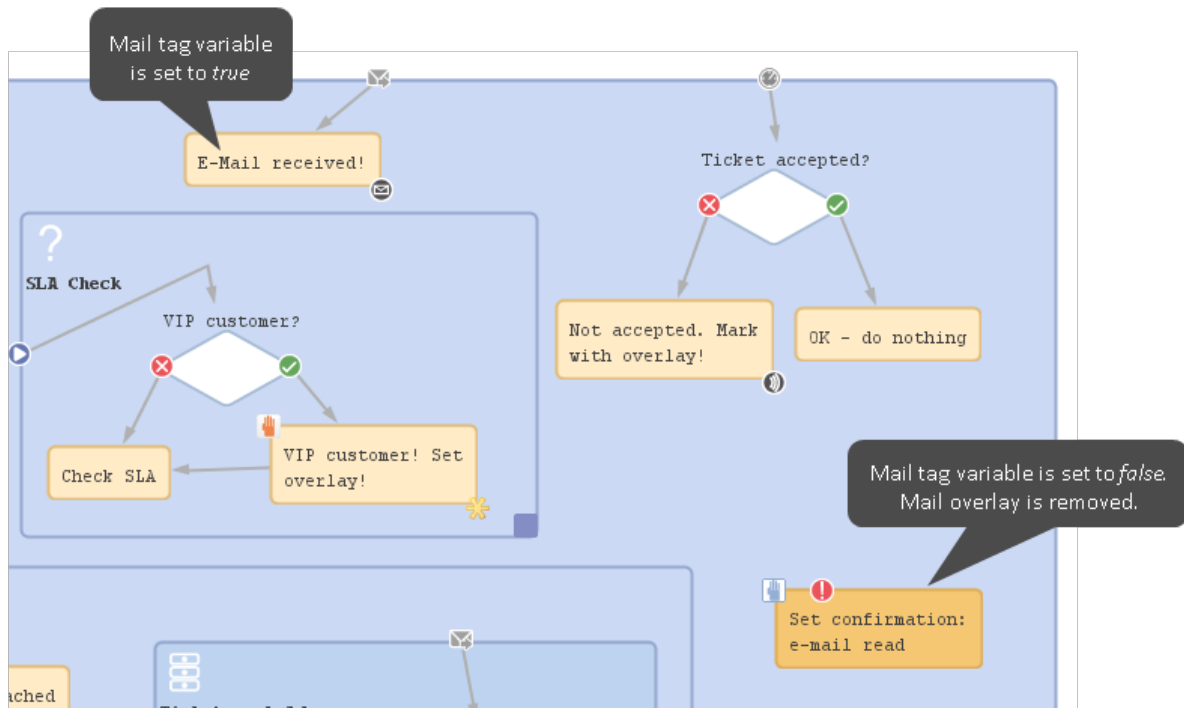 Mail tag variable
is set to true
E-Mail received!
Ticket accepted?
SLA Check
VIP customer?
Not accepted. Mark
with overlay!
OK - do nothing
Check SLA
VIP customer! Set
overlay!
Mail tag variable is set to false.
Mail overlay is removed.
Set confirmation:
e-mail read
ached